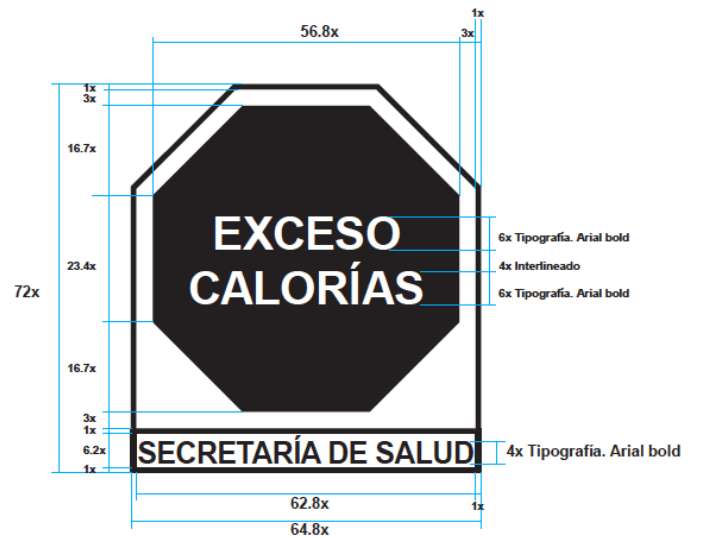 1x
56.8x
3x
1x
3x
16.7x
EXCESO
6x Tipografía. Arial bold
23.4x
4x Interlineado
72x
CALORÍAS
6x Tipografía. Arial bold
16.7x
3x
1x
6.2x
SECRETARÍA DE SALUD
4x Tipografía. Arial bold
1x
62.8x
1x
64.8x